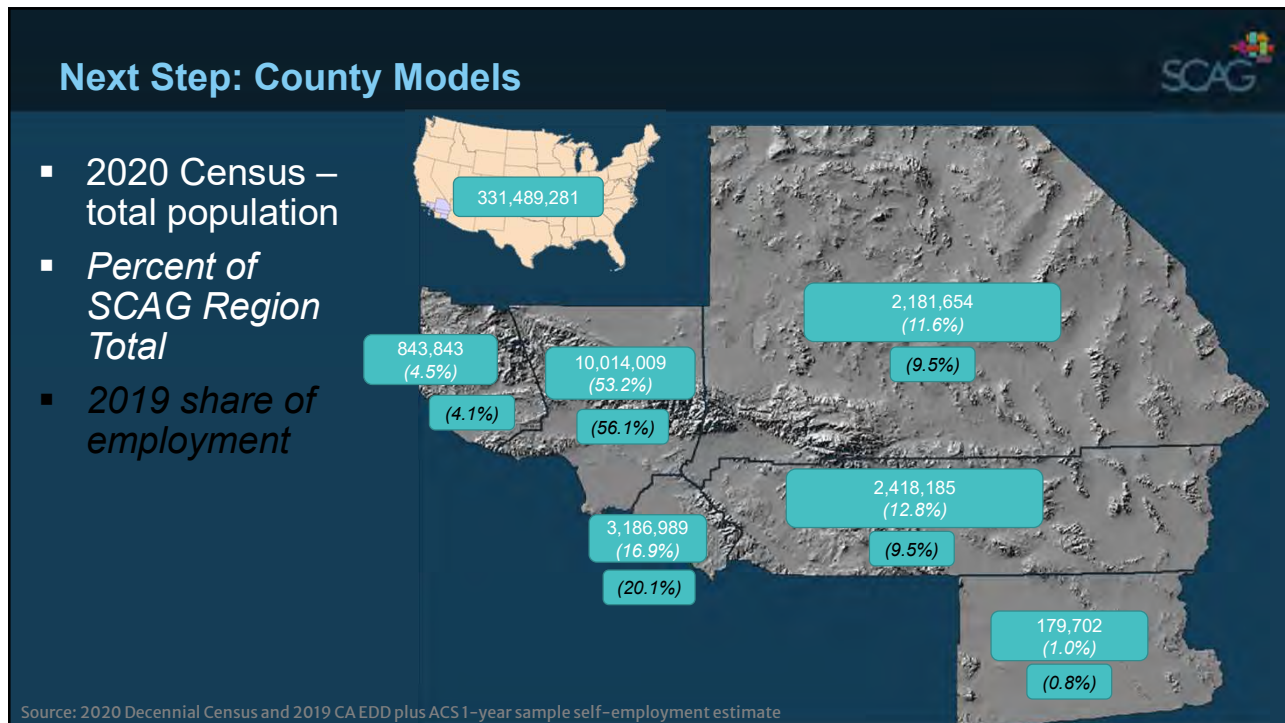 Next Step: County Models
SCAG
▪ 2020 Census –
total population
▪ Percent of
SCAG Region
Total
▪ 2019 share of
employment
331,489,281
2,181,654
(11.6%)
(9.5%)
843,843
(4.5%)
(4.1%)
10,014,009
(53.2%)
(56.1%)
2,418,185
(12.8%)
(9.5%)
3,186,989
(16.9%)
(20.1%)
179,702
(1.0%)
(0.8%)
Source: 2020 Decennial Census and 2019 CA EDD plus ACS 1-year sample self-employment estimate